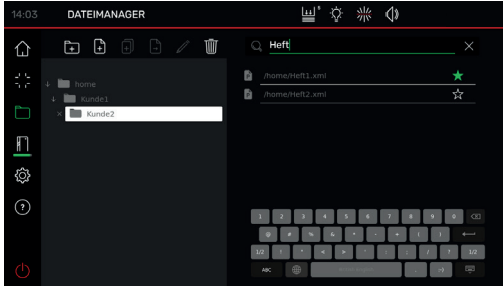 14:03 DATEIMANAGER
Heft
home
Kunde1
Kunde2
/home/Heft1.xml
/home/Heft2.xml
1 2 3 4 5 6 7 8 9 0
@ # % & * - + ( )
1/2 ! " < > ' : ; / ? 1/2
ABC , :-)